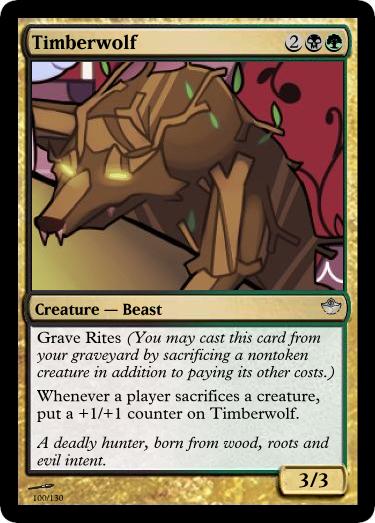 Timberwolf 2
Creature — Beast
Grave Rites (You may cast this card from
your graveyard by sacrificing a nontoken
creature in addition to paying its other costs.)
Whenever a player sacrifices a creature,
put a +1/+1 counter on Timberwolf.
A deadly hunter, born from wood, roots and
evil intent.
3/3
100/130